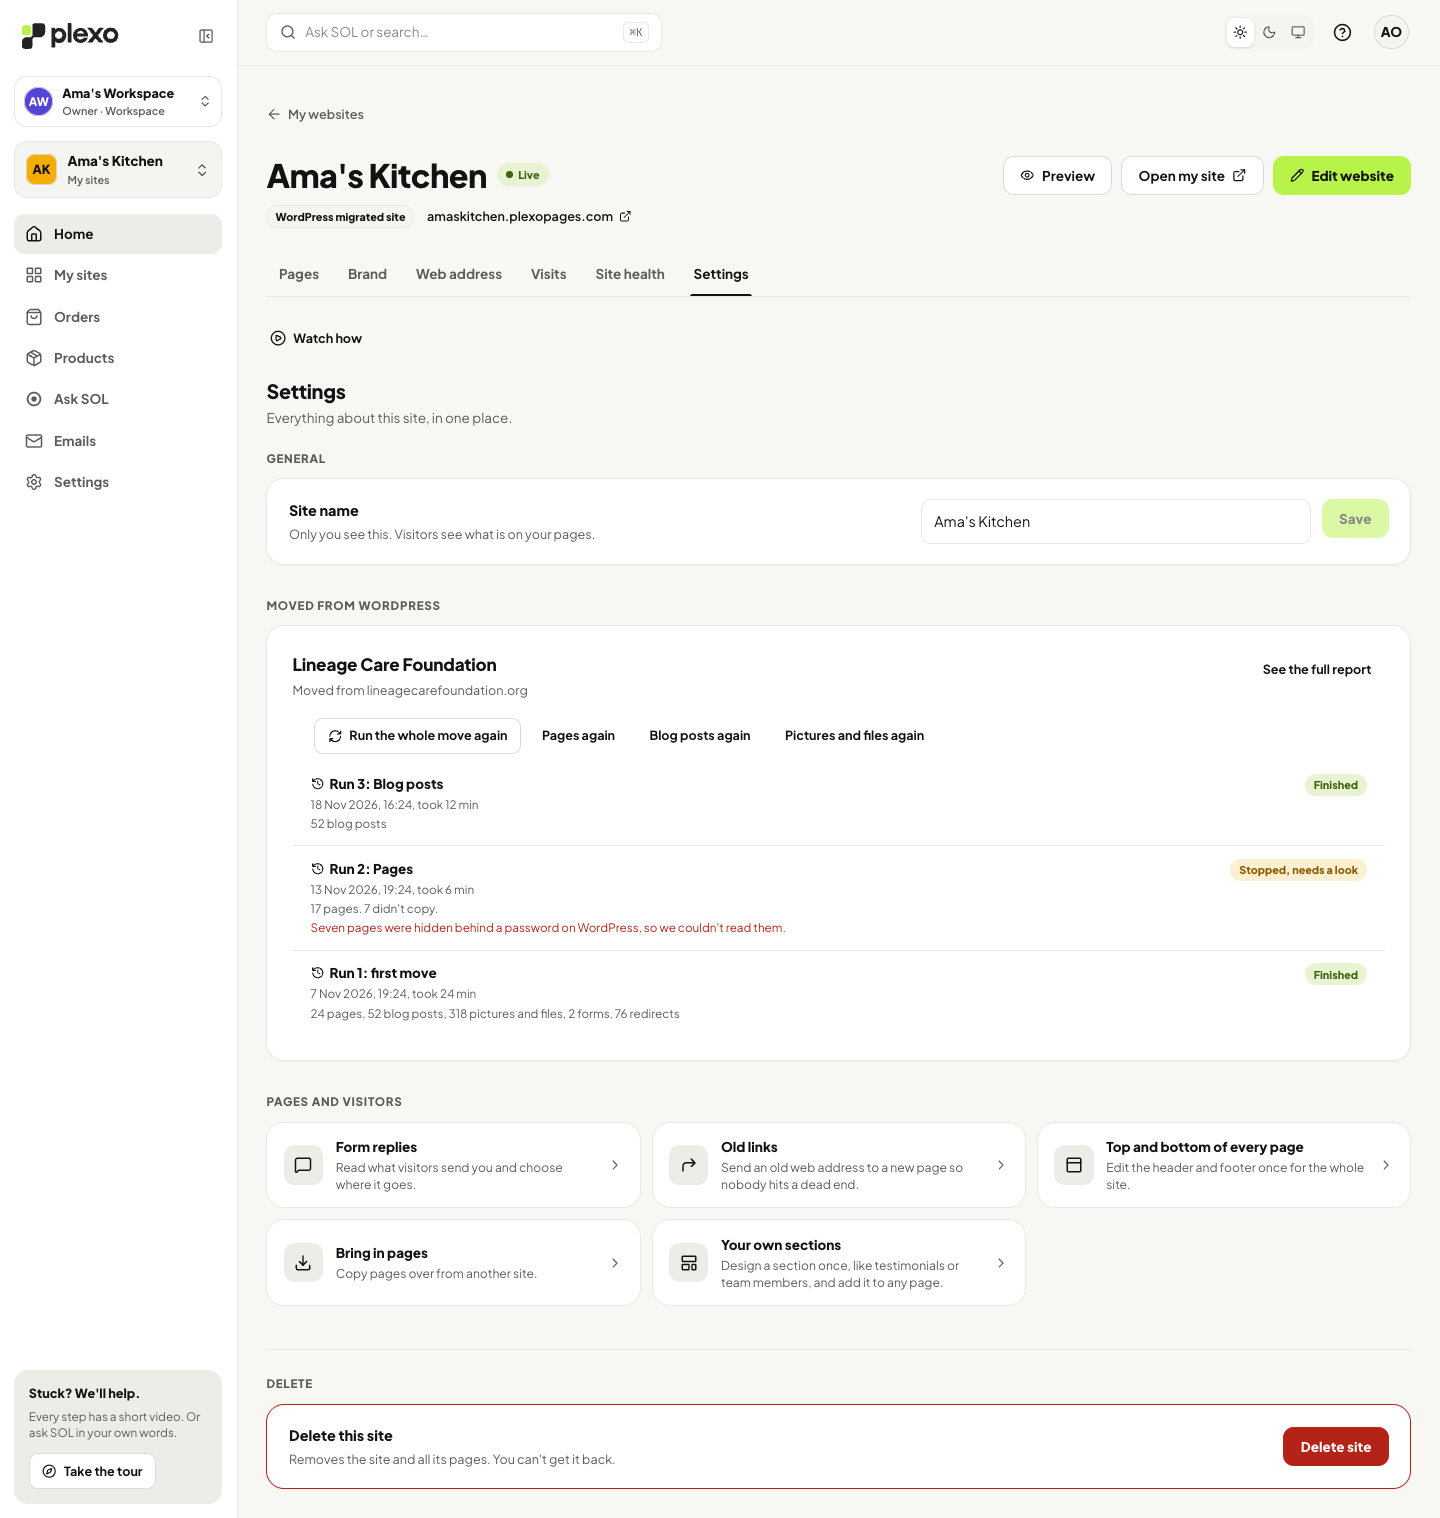 plexo
Ask SOL or search...
⌘K
AO
AW
Ama's Workspace
Owner · Workspace
AK
Ama's Kitchen
My sites
Home
My sites
Orders
Products
Ask SOL
Emails
Settings
Stuck? We'll help.
Every step has a short video. Or
ask SOL in your own words.
Take the tour
My websites
Ama's Kitchen
Live
Preview
Open my site
Edit website
WordPress migrated site
amaskitchen.plexopages.com
Pages
Brand
Web address
Visits
Site health
Settings
Watch how
Settings
Everything about this site, in one place.
GENERAL
Site name
Only you see this. Visitors see what is on your pages.
Ama's Kitchen
Save
MOVED FROM WORDPRESS
Lineage Care Foundation
Moved from lineagecarefoundation.org
See the full report
Run the whole move again
Pages again
Blog posts again
Pictures and files again
Run 3: Blog posts
Finished
18 Nov 2026, 16:24, took 12 min
52 blog posts
Run 2: Pages
Stopped, needs a look
13 Nov 2026, 19:24, took 6 min
17 pages. 7 didn't copy.
Seven pages were hidden behind a password on WordPress, so we couldn't read them.
Run 1: first move
Finished
7 Nov 2026, 19:24, took 24 min
24 pages, 52 blog posts, 318 pictures and files, 2 forms, 76 redirects
PAGES AND VISITORS
Form replies
Read what visitors send you and choose
where it goes.
Old links
Send an old web address to a new page so
nobody hits a dead end.
Top and bottom of every page
Edit the header and footer once for the whole
site.
Bring in pages
Copy pages over from another site.
Your own sections
Design a section once, like testimonials or
team members, and add it to any page.
DELETE
Delete this site
Removes the site and all its pages. You can't get it back.
Delete site